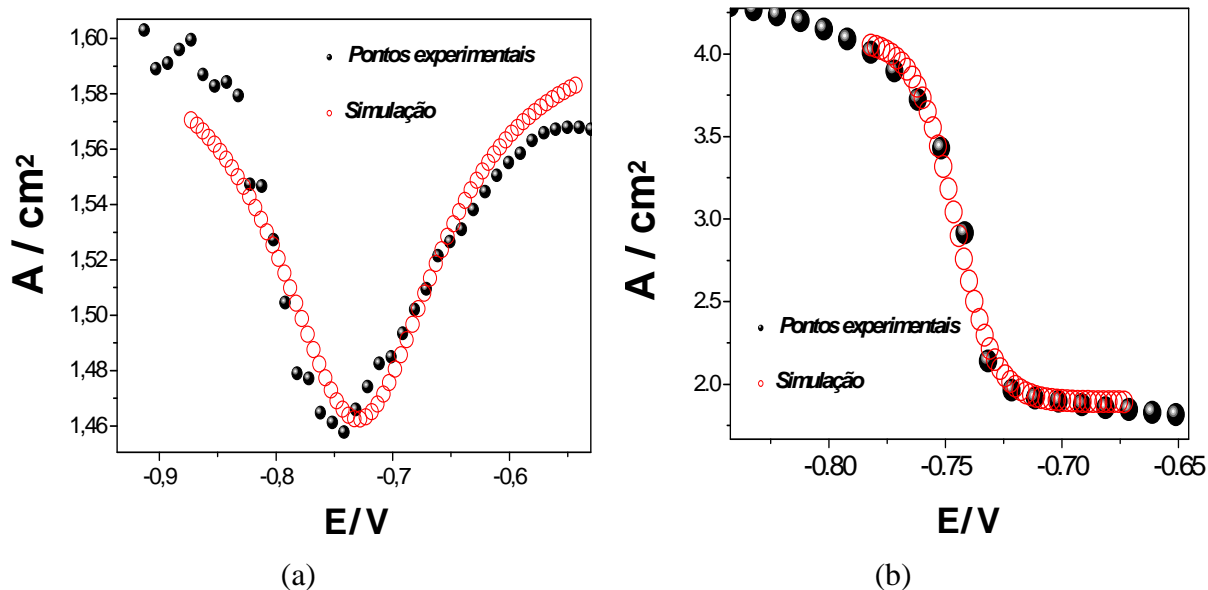 1,60
1,58
1,56
1,54
1,52
1,50
1,48
1,46
A / cm²
Pontos experimentais
Simulação
-0,9
-0,8
-0,7
-0,6
E/V
(a)
4.0
3.5
3.0
2.5
2.0
A / cm²
Pontos experimentais
Simulação
-0.80
-0.75
-0.70
-0.65
E/V
(b)